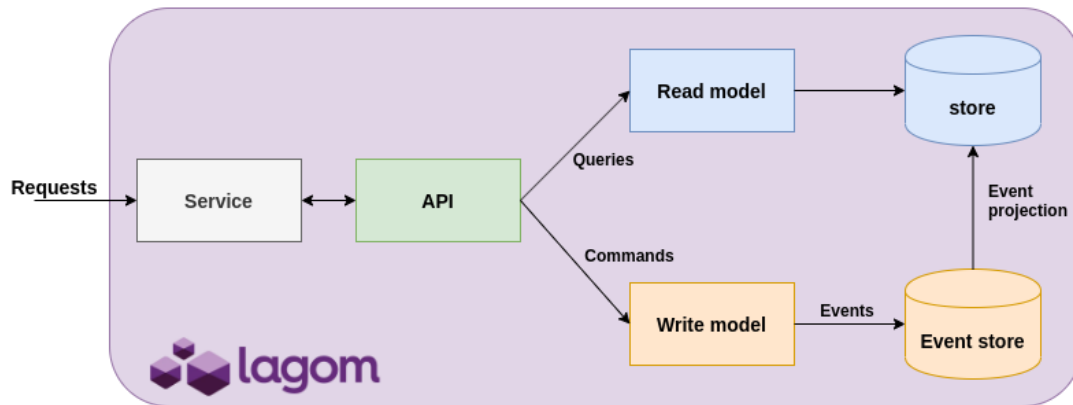 Read model
store
Queries
Requests
Service
API
Event
projection
Commands
Write model
Events
Event store
lagom